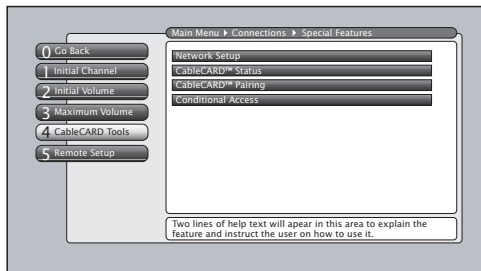 Main Menu ▶ Connections ▶ Special Features
0 Go Back
1 Initial Channel
2 Initial Volume
3 Maximum Volume
4 CableCARD Tools
5 Remote Setup
Network Setup
CableCARD™ Status
CableCARD™ Pairing
Conditional Access
Two lines of help text will apear in this area to explain the
feature and instruct the user on how to use it.